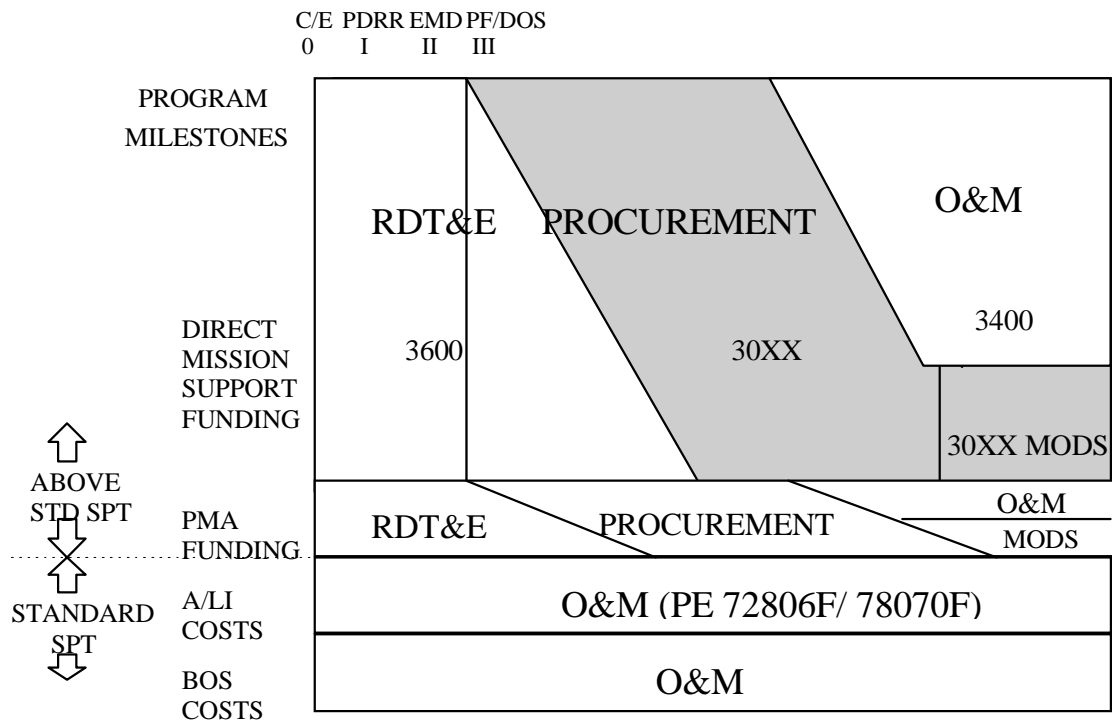 C/E PDRR EMD PF/DOS
0 I II III
PROGRAM
MILESTONES
RDT&E PROCUREMENT O&M
DIRECT
MISSION
SUPPORT
FUNDING
3600 30XX 3400
30XX MODS
ABOVE
STD SPT
PMA
FUNDING
RDT&E PROCUREMENT O&M
MODS
STANDARD
SPT
A/LI
COSTS
O&M (PE 72806F/ 78070F)
BOS
COSTS
O&M